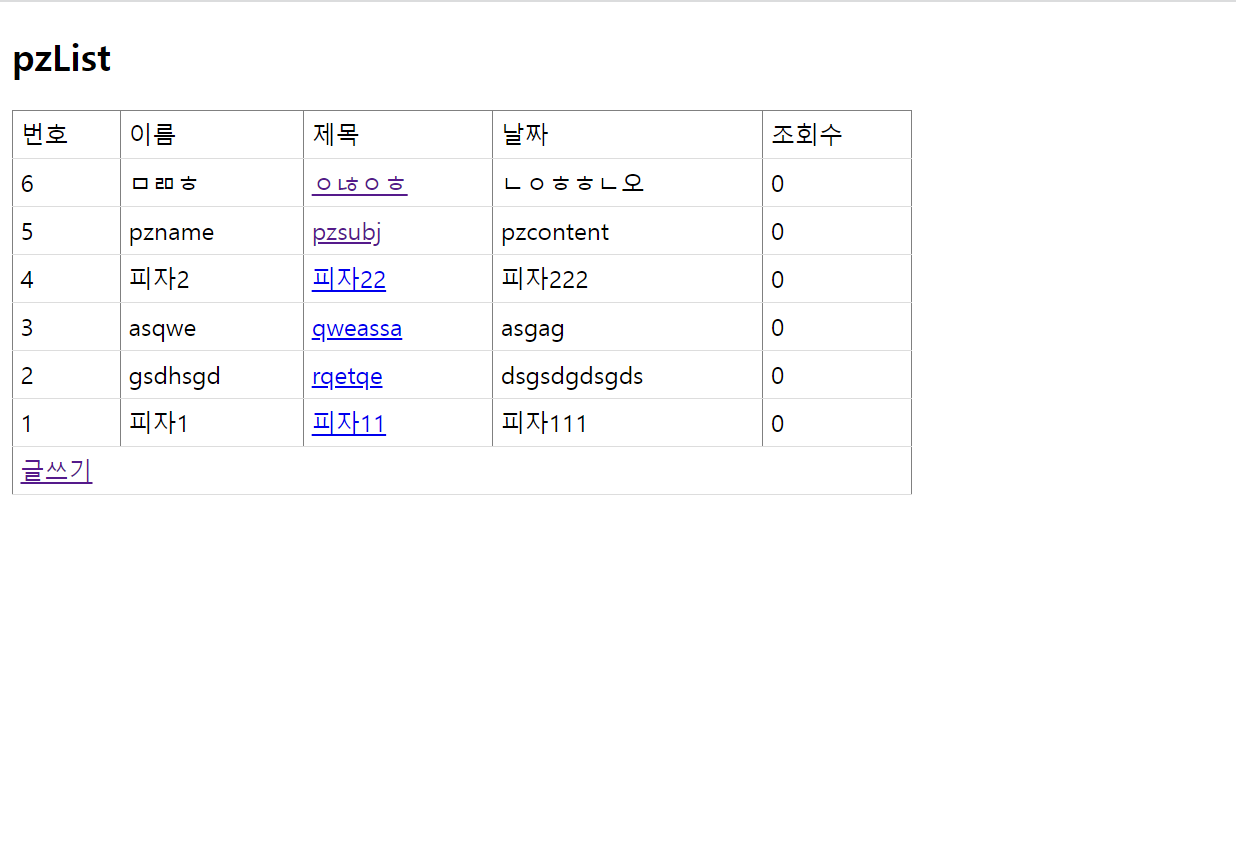 pzList
번호 이름 제목 날짜 조회수
6 ㅁㄻㅎ ㅇㄶㅇㅎ ㄴㅇㅎㅎㄴ오 0
5 pzname pzsubj pzcontent 0
4 피자2 피자22 피자222 0
3 asqwe qweassa asgag 0
2 gsdhsgd rqetqe dsgsdgdsgds 0
1 피자1 피자11 피자111 0
글쓰기